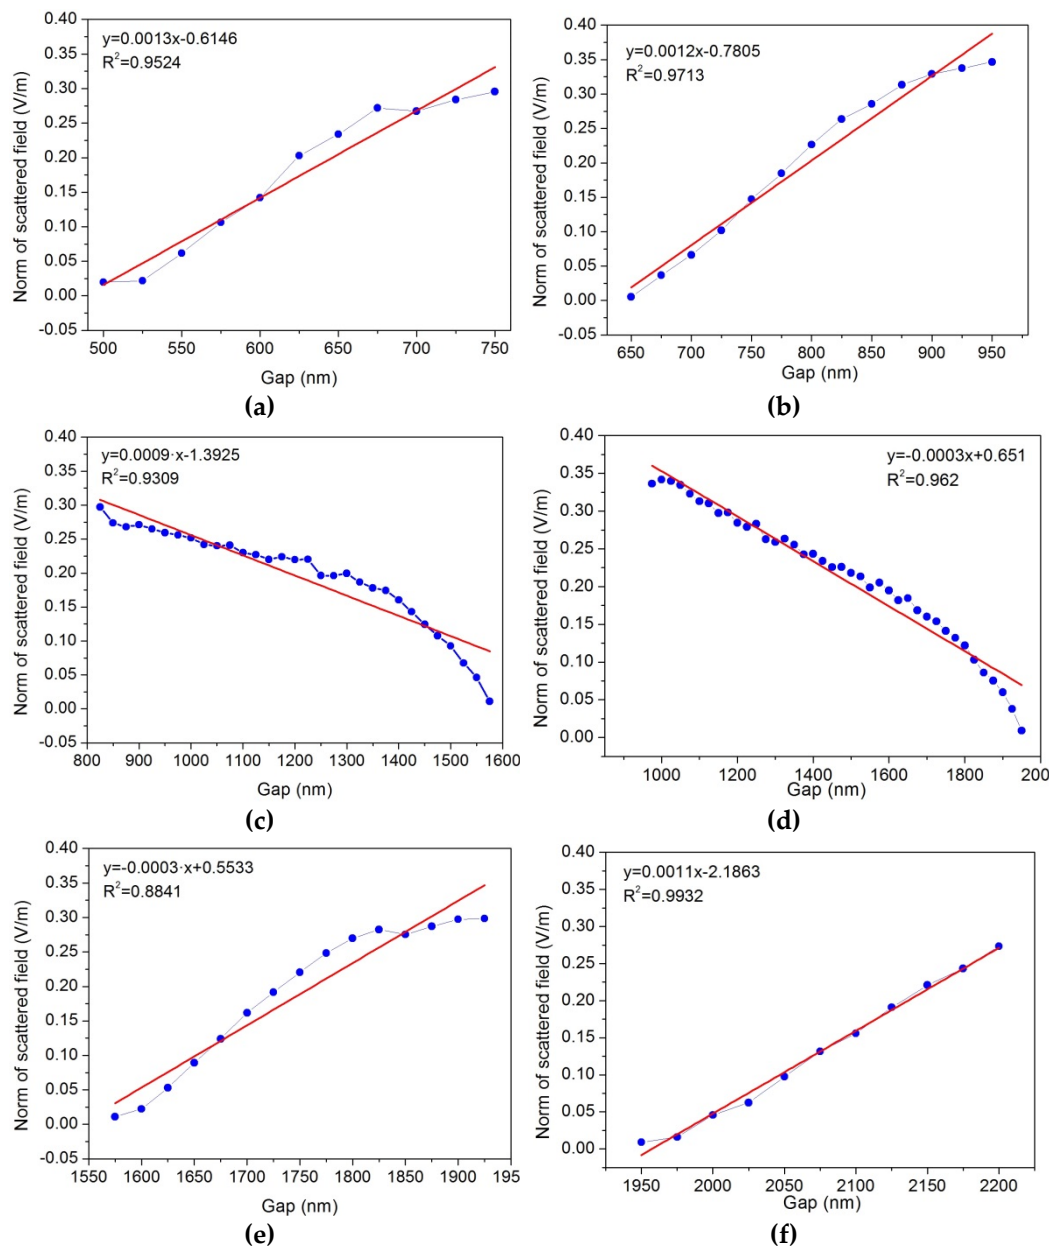 0.40
0.35
0.30
0.25
0.20
0.15
0.10
0.05
0.00
-0.05
Norm of scattered field (V/m)
y=0.0013x-0.6146
R²=0.9524
500 550 600 650 700 750
Gap (nm)
(a)
0.40
0.35
0.30
0.25
0.20
0.15
0.10
0.05
0.00
-0.05
Norm of scattered field (V/m)
y=0.0012x-0.7805
R²=0.9713
650 700 750 800 850 900 950
Gap (nm)
(b)
0.40
0.35
0.30
0.25
0.20
0.15
0.10
0.05
0.00
-0.05
Norm of scattered field (V/m)
y=0.0009·x-1.3925
R²=0.9309
800 900 1000 1100 1200 1300 1400 1500 1600
Gap (nm)
(c)
0.40
0.35
0.30
0.25
0.20
0.15
0.10
0.05
0.00
Norm of scattered field (V/m)
y=-0.0003x+0.651
R²=0.962
1000 1200 1400 1600 1800 200
Gap (nm)
(d)
0.40
0.35
0.30
0.25
0.20
0.15
0.10
0.05
0.00
-0.05
Norm of scattered field (V/m)
y=-0.0003·x+0.5533
R²=0.8841
1550 1600 1650 1700 1750 1800 1850 1900 195
Gap (nm)
(e)
0.40
0.35
0.30
0.25
0.20
0.15
0.10
0.05
0.00
Norm of scattered field (V/m)
y=0.0011x-2.1863
R²=0.9932
1950 2000 2050 2100 2150 2200
Gap (nm)
(f)